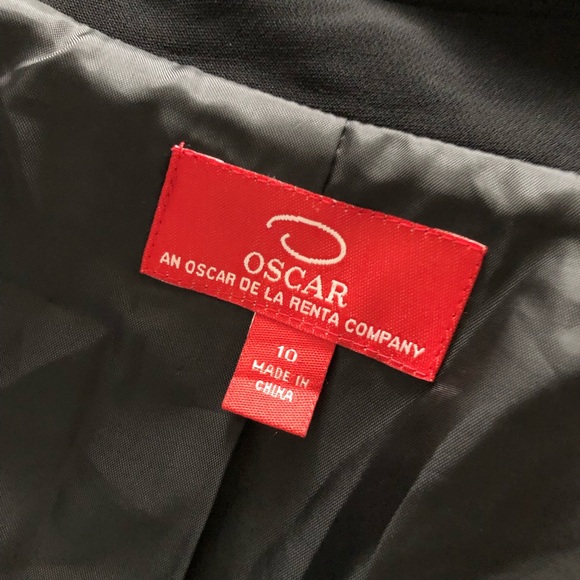 OSCAR
AN OSCAR DE LA RENTA COMPANY
10
MADE IN
CHINA